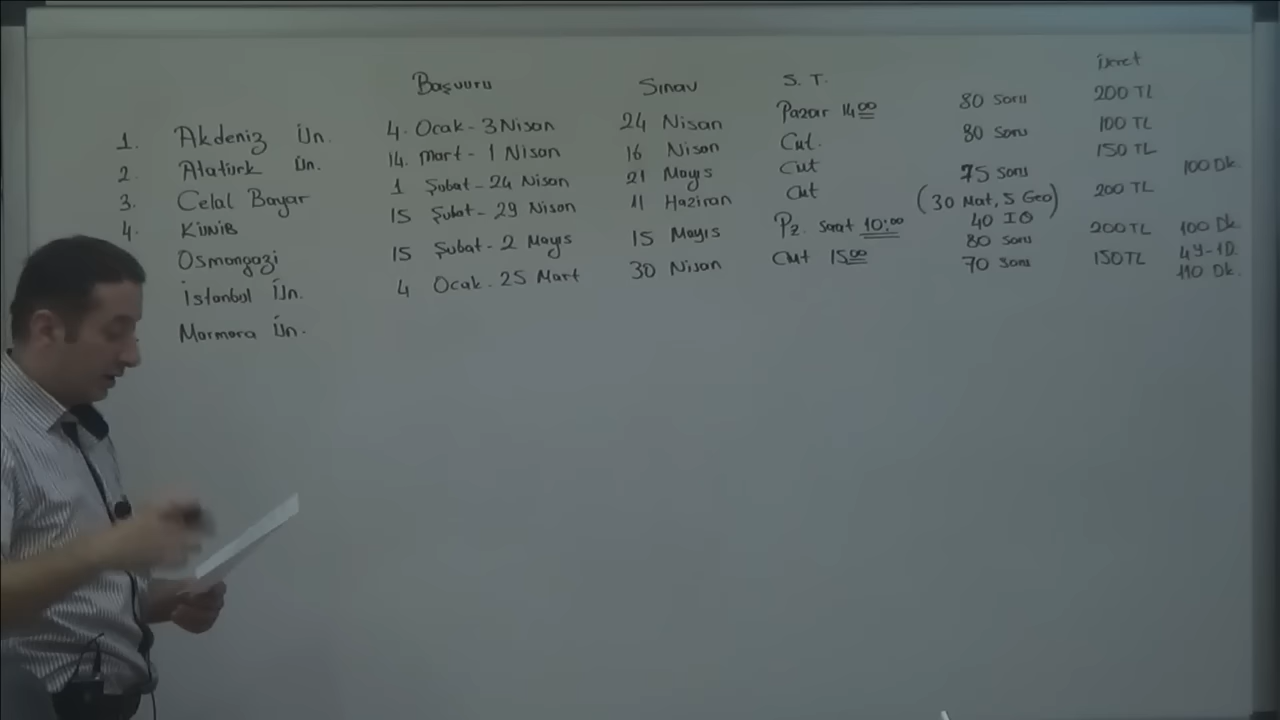 Başvuru Sınav S. T. Ücret
1. Akdeniz Ün. 4 Ocak - 3 Nisan 24 Nisan Pazar 14:00 80 soru 200 TL
2. Atatürk Ün. 14 Mart - 1 Nisan 16 Nisan Cut. 80 soru 100 TL
3. Celal Bayar 1 Şubat - 24 Nisan 21 Mayıs Cut 75 soru 150 TL 100 Dk.
4. KÜNİB 15 Şubat - 29 Nisan 11 Haziran Cut (30 Mat, 5 Geo) 200 TL
40 IQ
Osmangazi 15 Şubat - 2 Mayıs 15 Mayıs Pz. saat 10:00 80 soru 200 TL 100 Dk.
4Y-1D
İstanbul Ün. 4 Ocak - 25 Mart 30 Nisan Cut 15:00 70 soru 150 TL 110 Dk.
Marmara Ün.